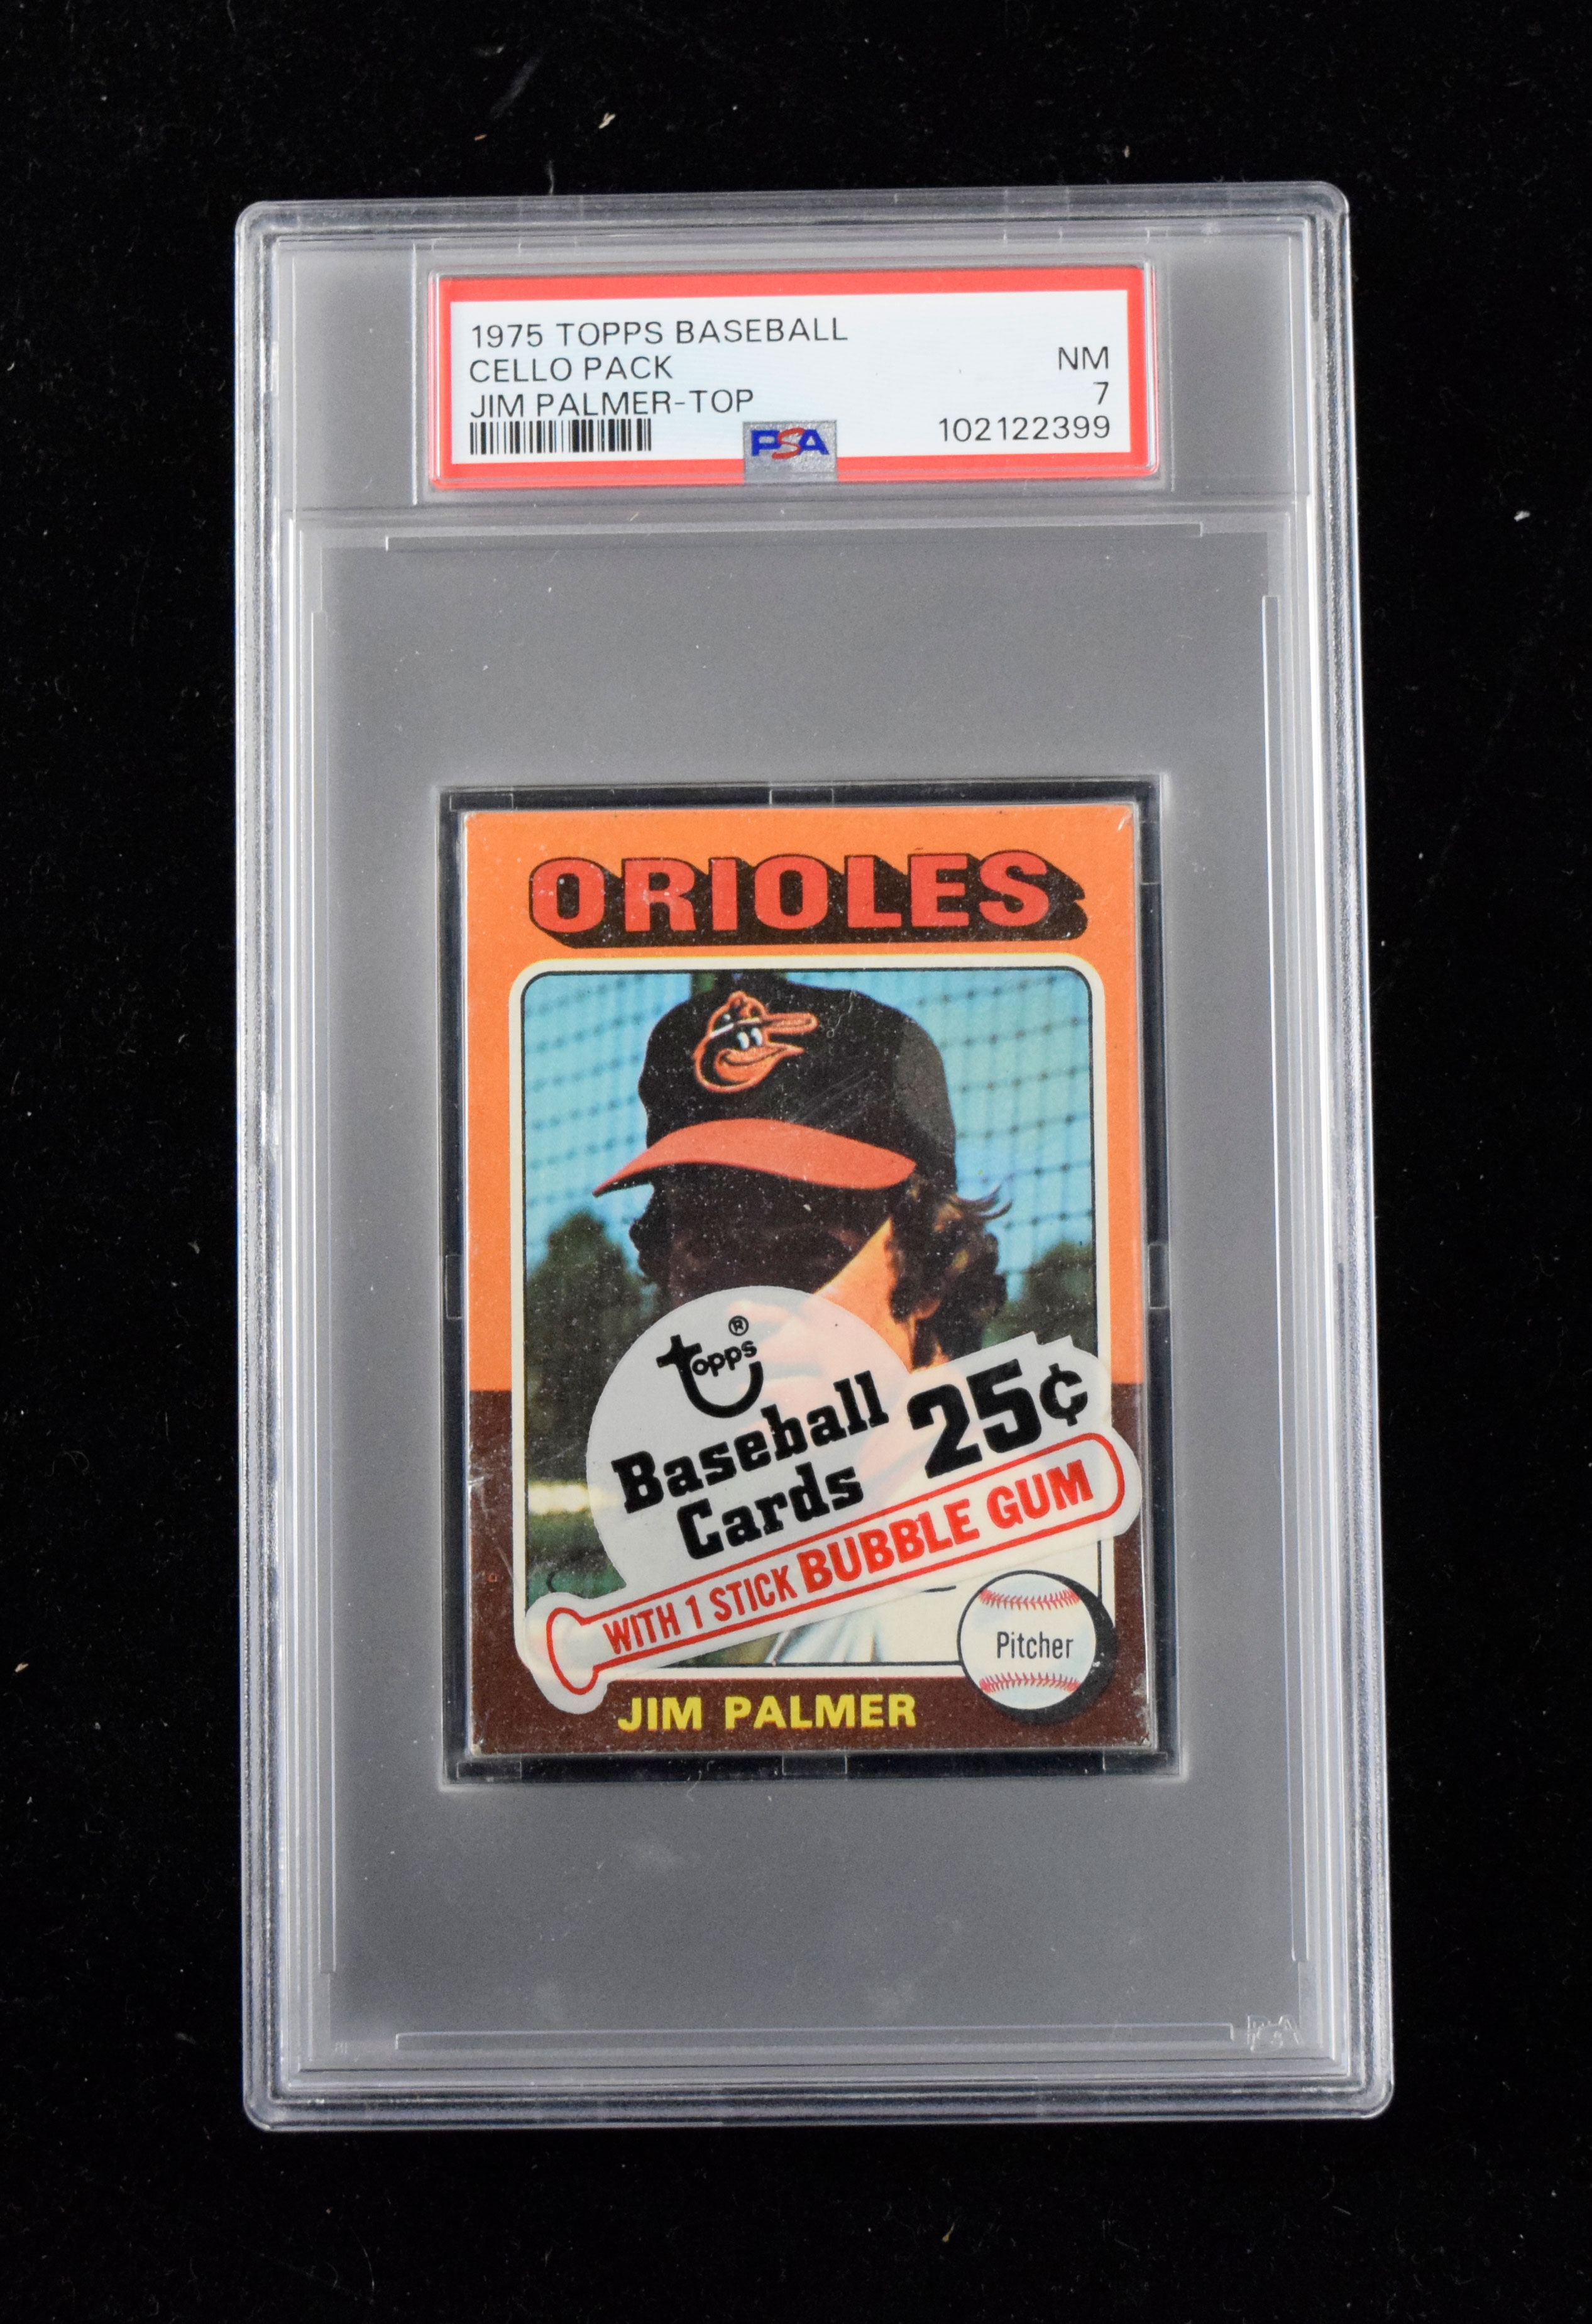 1975 TOPPS BASEBALL
CELLO PACK
NM
JIM PALMER-TOP
7
PSA
102122399
ORIOLES
topps®
Baseball
Cards
25¢
WITH 1 STICK BUBBLE GUM
Pitcher
JIM PALMER
PSA